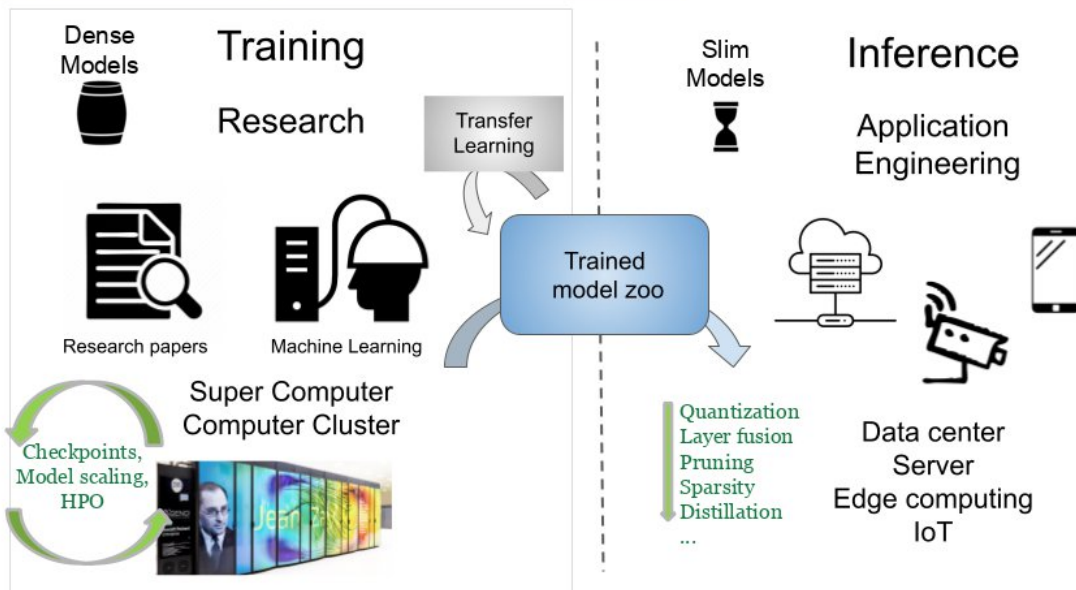 Dense
Models
Training
Research
Transfer
Learning
Research papers
Machine Learning
Super Computer
Computer Cluster
Checkpoints,
Model scaling,
HPO
Jean
Trained
model zoo
Slim
Models
Inference
Application
Engineering
Quantization
Layer fusion
Pruning
Sparsity
Distillation
...
Data center
Server
Edge computing
IoT